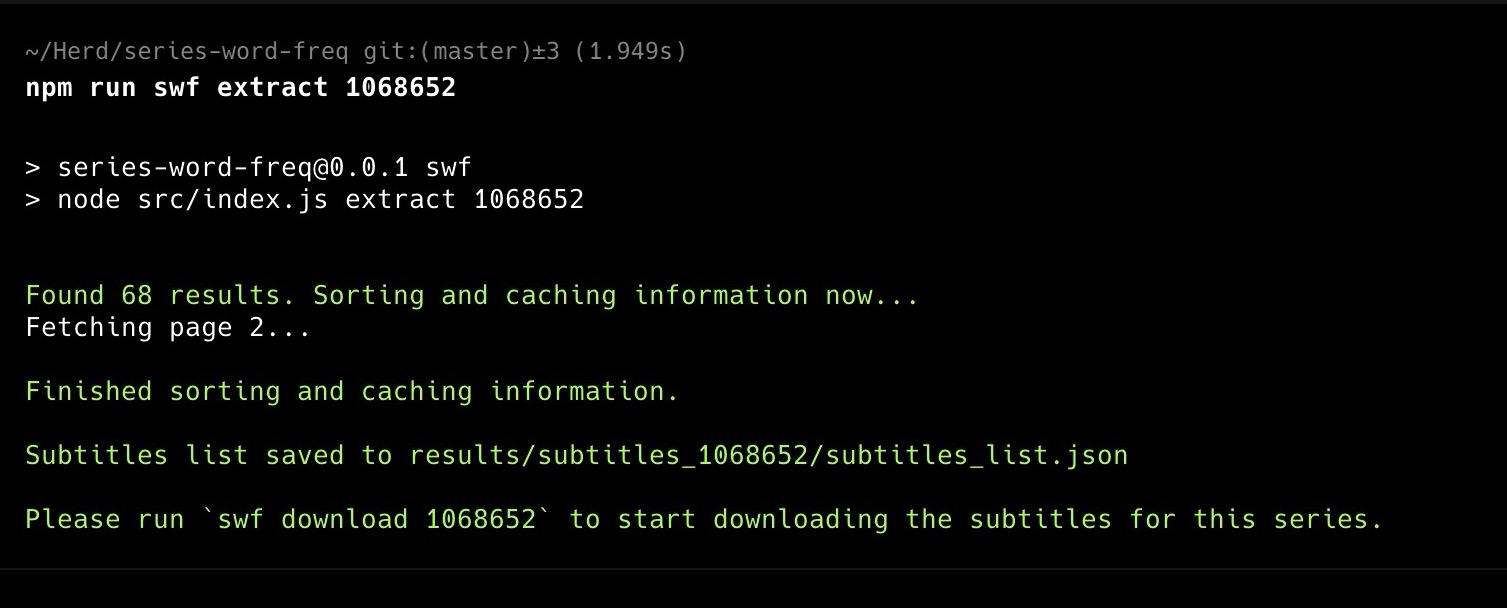 ~/Herd/series-word-freq git:(master)±3 (1.949s)
npm run swf extract 1068652
> series-word-freq@0.0.1 swf
> node src/index.js extract 1068652
Found 68 results. Sorting and caching information now...
Fetching page 2...
Finished sorting and caching information.
Subtitles list saved to results/subtitles_1068652/subtitles_list.json
Please run `swf download 1068652` to start downloading the subtitles for this series.